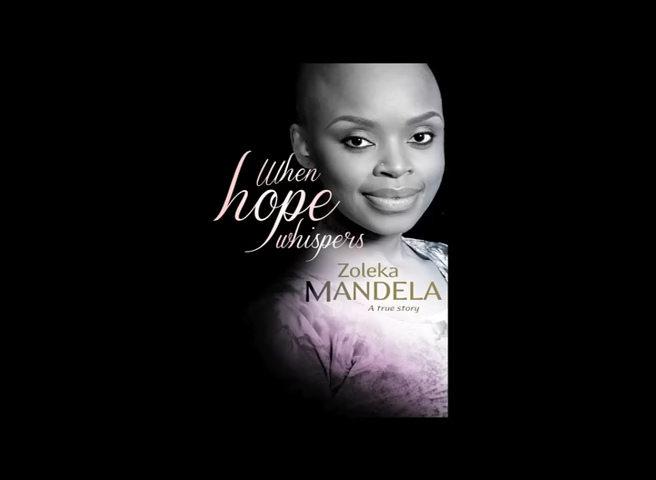 When
hope
whispers
Zoleka
MANDELA
A true story